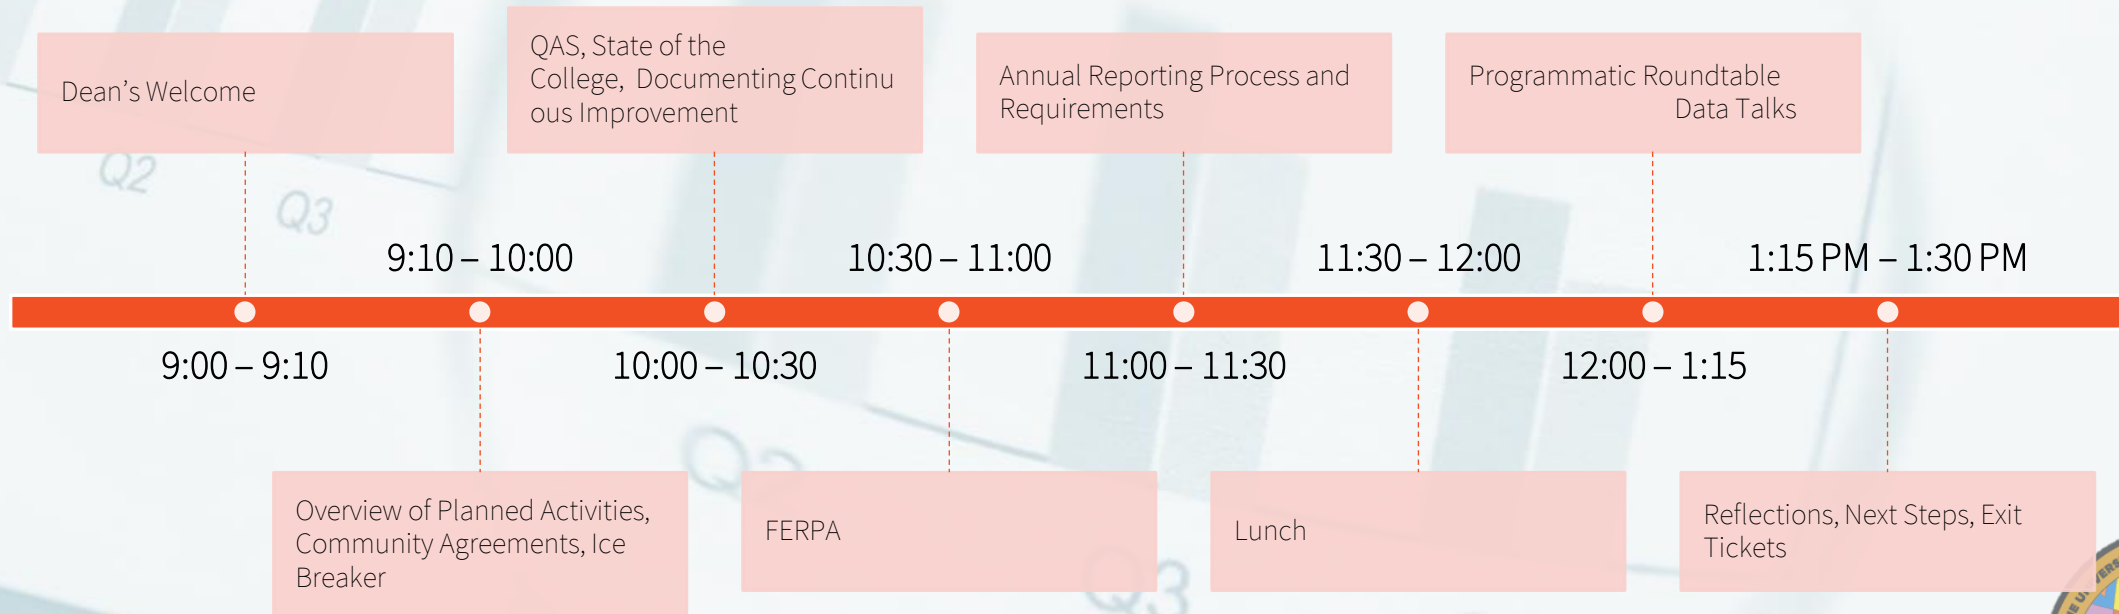 Dean’s Welcome
QAS, State of the
College, Documenting Continu
ous Improvement
Annual Reporting Process and
Requirements
Programmatic Roundtable
Data Talks
Q2
Q3
9:10 – 10:00
10:30 – 11:00
11:30 – 12:00
1:15 PM – 1:30 PM
9:00 – 9:10
10:00 – 10:30
11:00 – 11:30
12:00 – 1:15
Q2
Overview of Planned Activities,
Community Agreements, Ice
Breaker
FERPA
Lunch
Reflections, Next Steps, Exit
Tickets
Q3